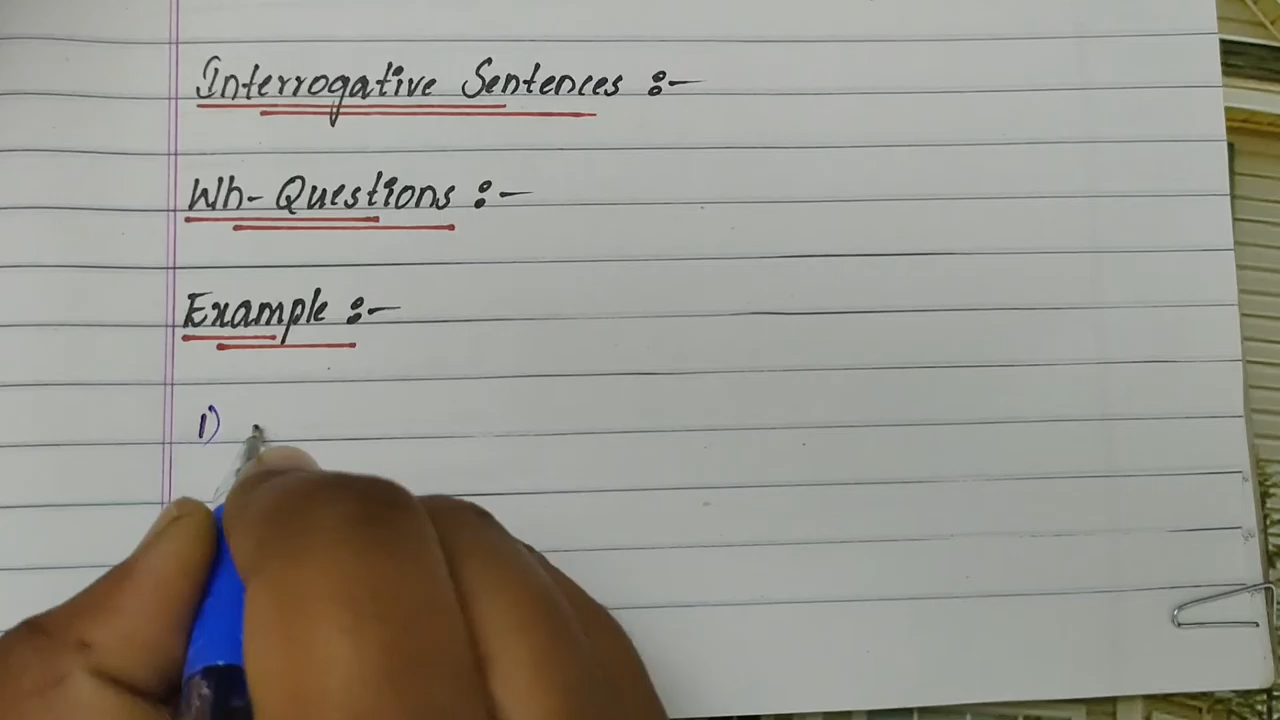 Interrogative Sentences :-
Wh-Questions :-
Example :-
1)